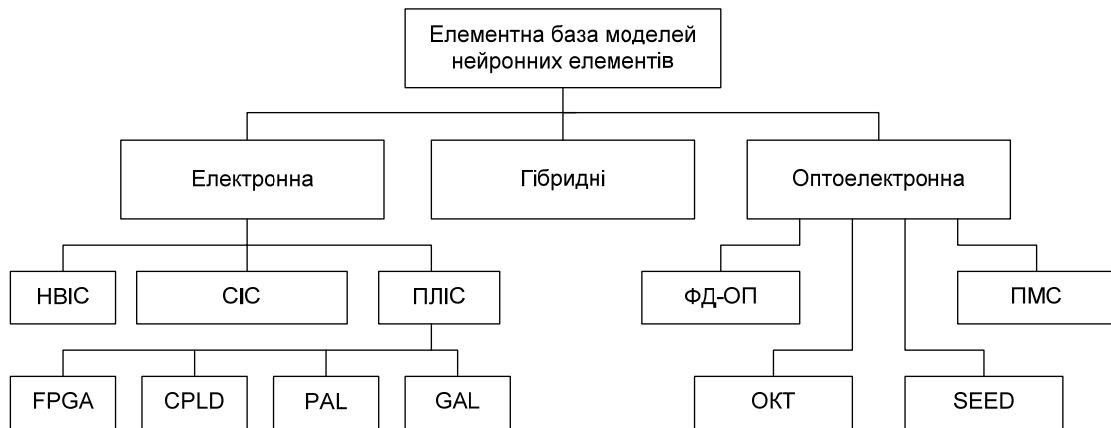 Елементна база моделей
нейронних елементів
Електронна
Гібридні
Оптоелектронна
НВІС
СІС
ПЛІС
ФД-ОП
ПМС
FPGA
CPLD
PAL
GAL
ОКТ
SEED